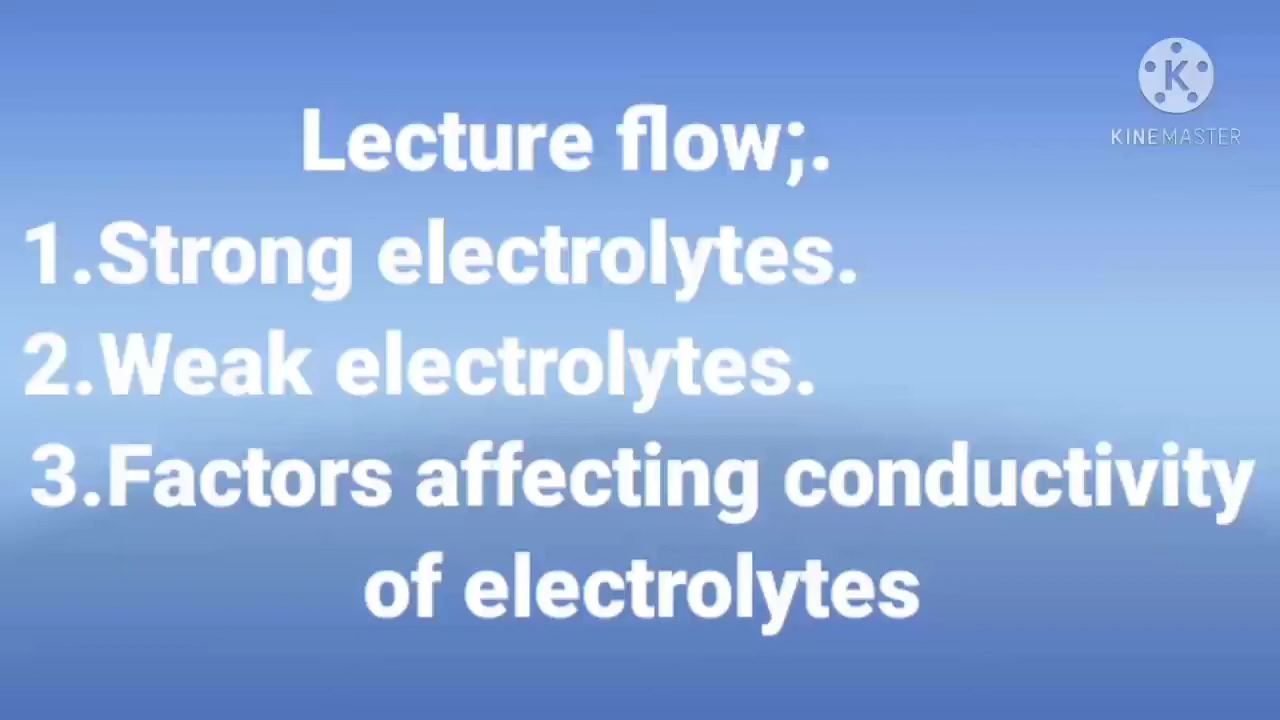 Lecture flow;.
1.Strong electrolytes.
2.Weak electrolytes.
3.Factors affecting conductivity
of electrolytes
K
KINEMASTER